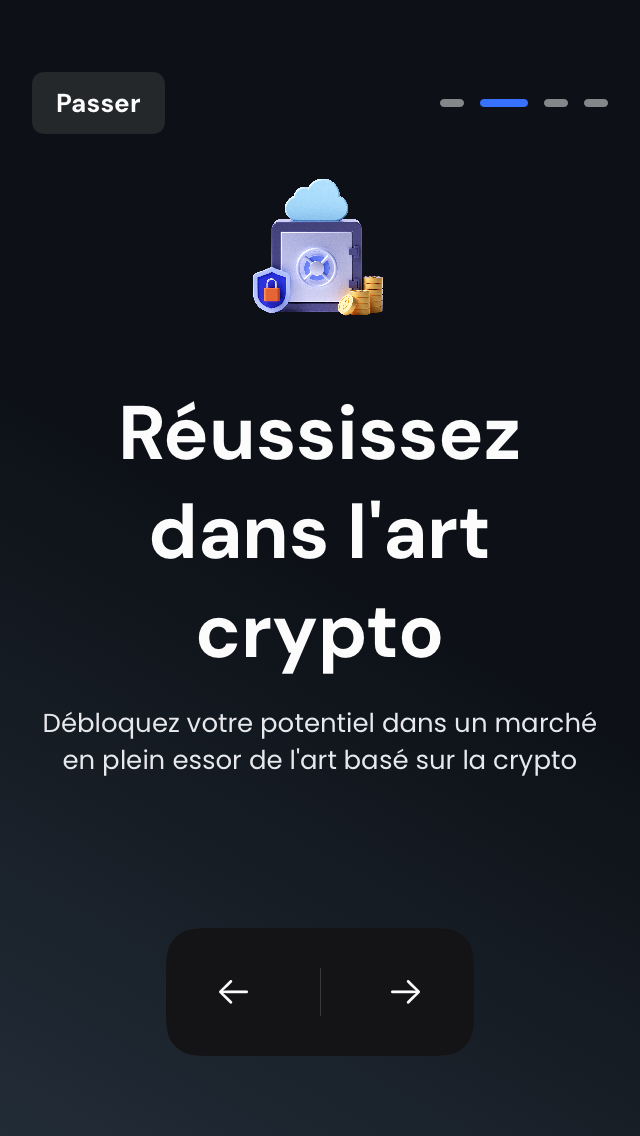 Passer
Réussissez
dans l'art
crypto
Débloquez votre potentiel dans un marché
en plein essor de l'art basé sur la crypto